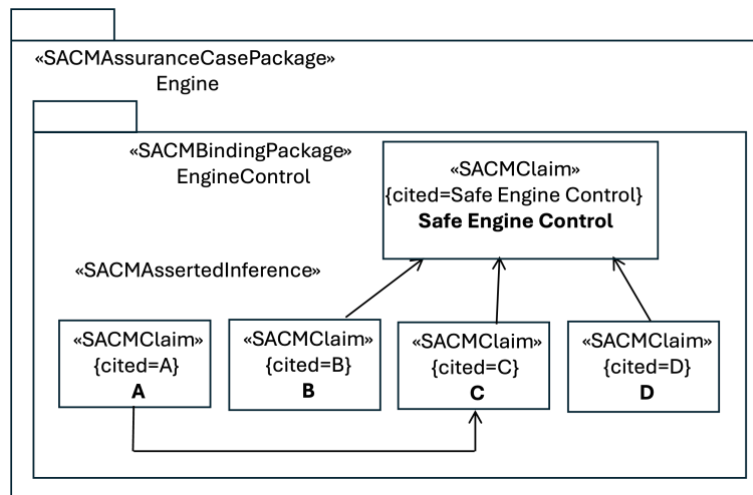 «SACMAssuranceCasePackage»
Engine
«SACMBindingPackage»
EngineControl
«SACMClaim»
{cited=Safe Engine Control}
Safe Engine Control
«SACMAssertedInference»
«SACMClaim»
{cited=A}
A
«SACMClaim»
{cited=B}
B
«SACMClaim»
{cited=C}
C
«SACMClaim»
{cited=D}
D